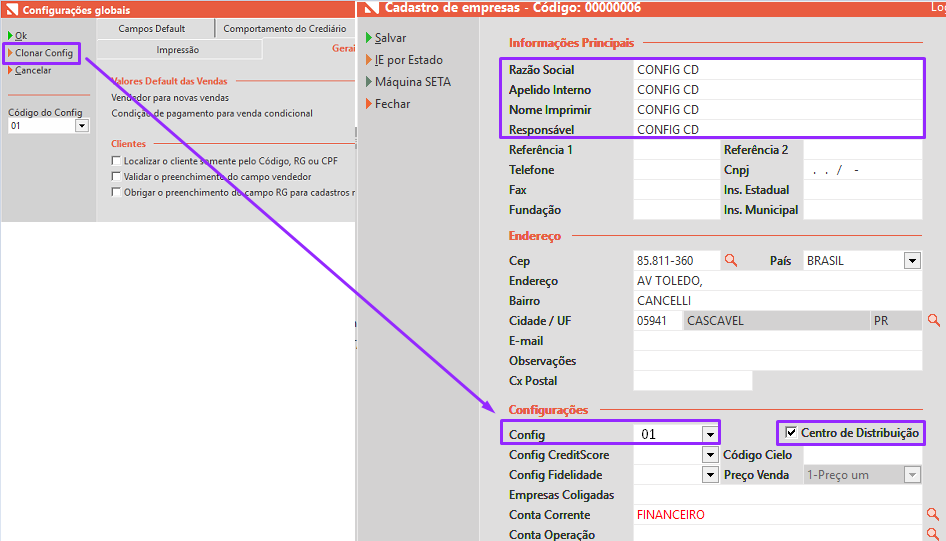 Configurações globais
Ok
Clonar Config
Cancelar
Código do Config
01
Campos Default
Comportamento do Crediário
Impressão
Gerai
Valores Default das Vendas
Vendedor para novas vendas
Condição de pagamento para venda condicional
Clientes
Localizar o cliente somente pelo Código, RG ou CPF
Validar o preenchimento do campo vendedor
Obrigar o preenchimento do campo RG para cadastros
Cadastro de empresas - Código: 00000006
Salvar
IE por Estado
Máquina SETA
Fechar
Informações Principais
Razão Social CONFIG CD
Apelido Interno CONFIG CD
Nome Imprimir CONFIG CD
Responsável CONFIG CD
Referência 1 Referência 2
Telefone Cnpj . . / -
Fax Ins. Estadual
Fundação Ins. Municipal
Endereço
Cep 85.811-360 País BRASIL
Endereço AV TOLEDO,
Bairro CANCELLI
Cidade / UF 05941 CASCAVEL PR
E-mail
Observações
Cx Postal
Configurações
Config 01 Centro de Distribuição
Config CreditScore Código Cielo
Config Fidelidade Preço Venda 1-Preço um
Empresas Coligadas
Conta Corrente FINANCEIRO
Conta Operação